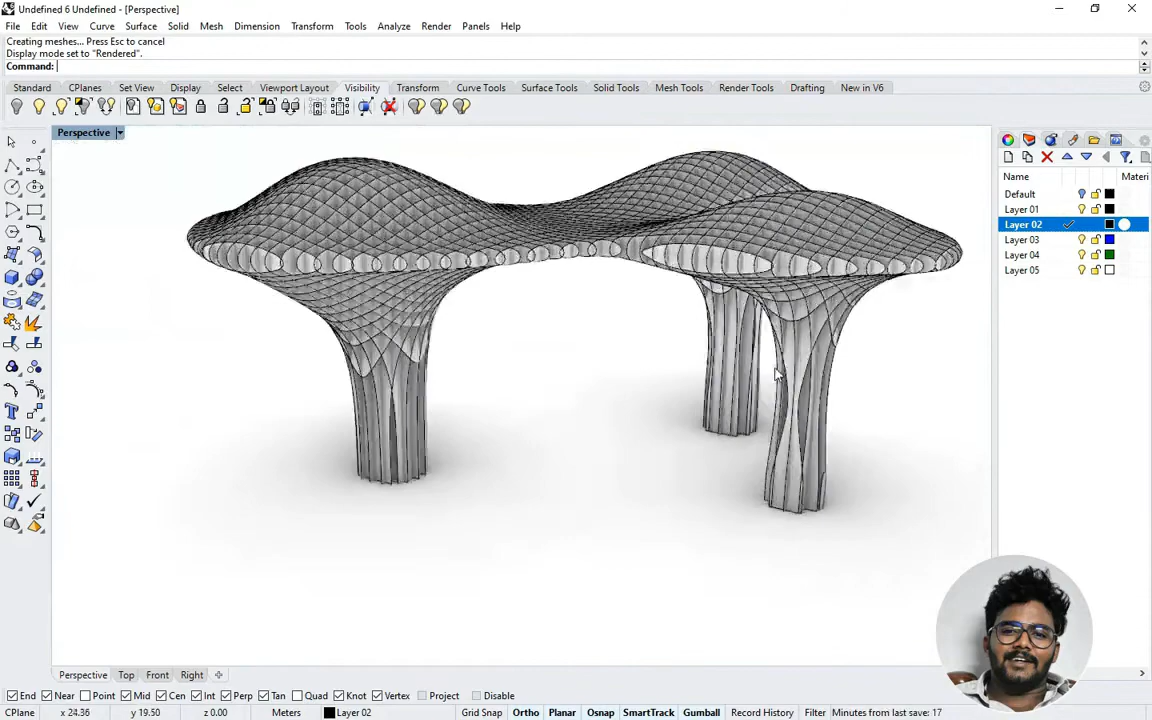 Undefined 6 Undefined - [Perspective]
File Edit View Curve Surface Solid Mesh Dimension Transform Tools Analyze Render Panels Help
Creating meshes... Press Esc to cancel
Display mode set to "Rendered".
Command:
Standard CPlanes Set View Display Select Viewport Layout Visibility Transform Curve Tools Surface Tools Solid Tools Mesh Tools Render Tools Drafting New in V6
Perspective
Name Materi
Default
Layer 01
Layer 02
Layer 03
Layer 04
Layer 05
Perspective Top Front Right
End Near Point Mid Cen Int Perp Tan Quad Knot Vertex Project Disable
CPlane x 24.36 y 19.50 z 0.00 Meters Layer 02 Grid Snap Ortho Planar Osnap SmartTrack Gumball Record History Filter Minutes from last save: 17